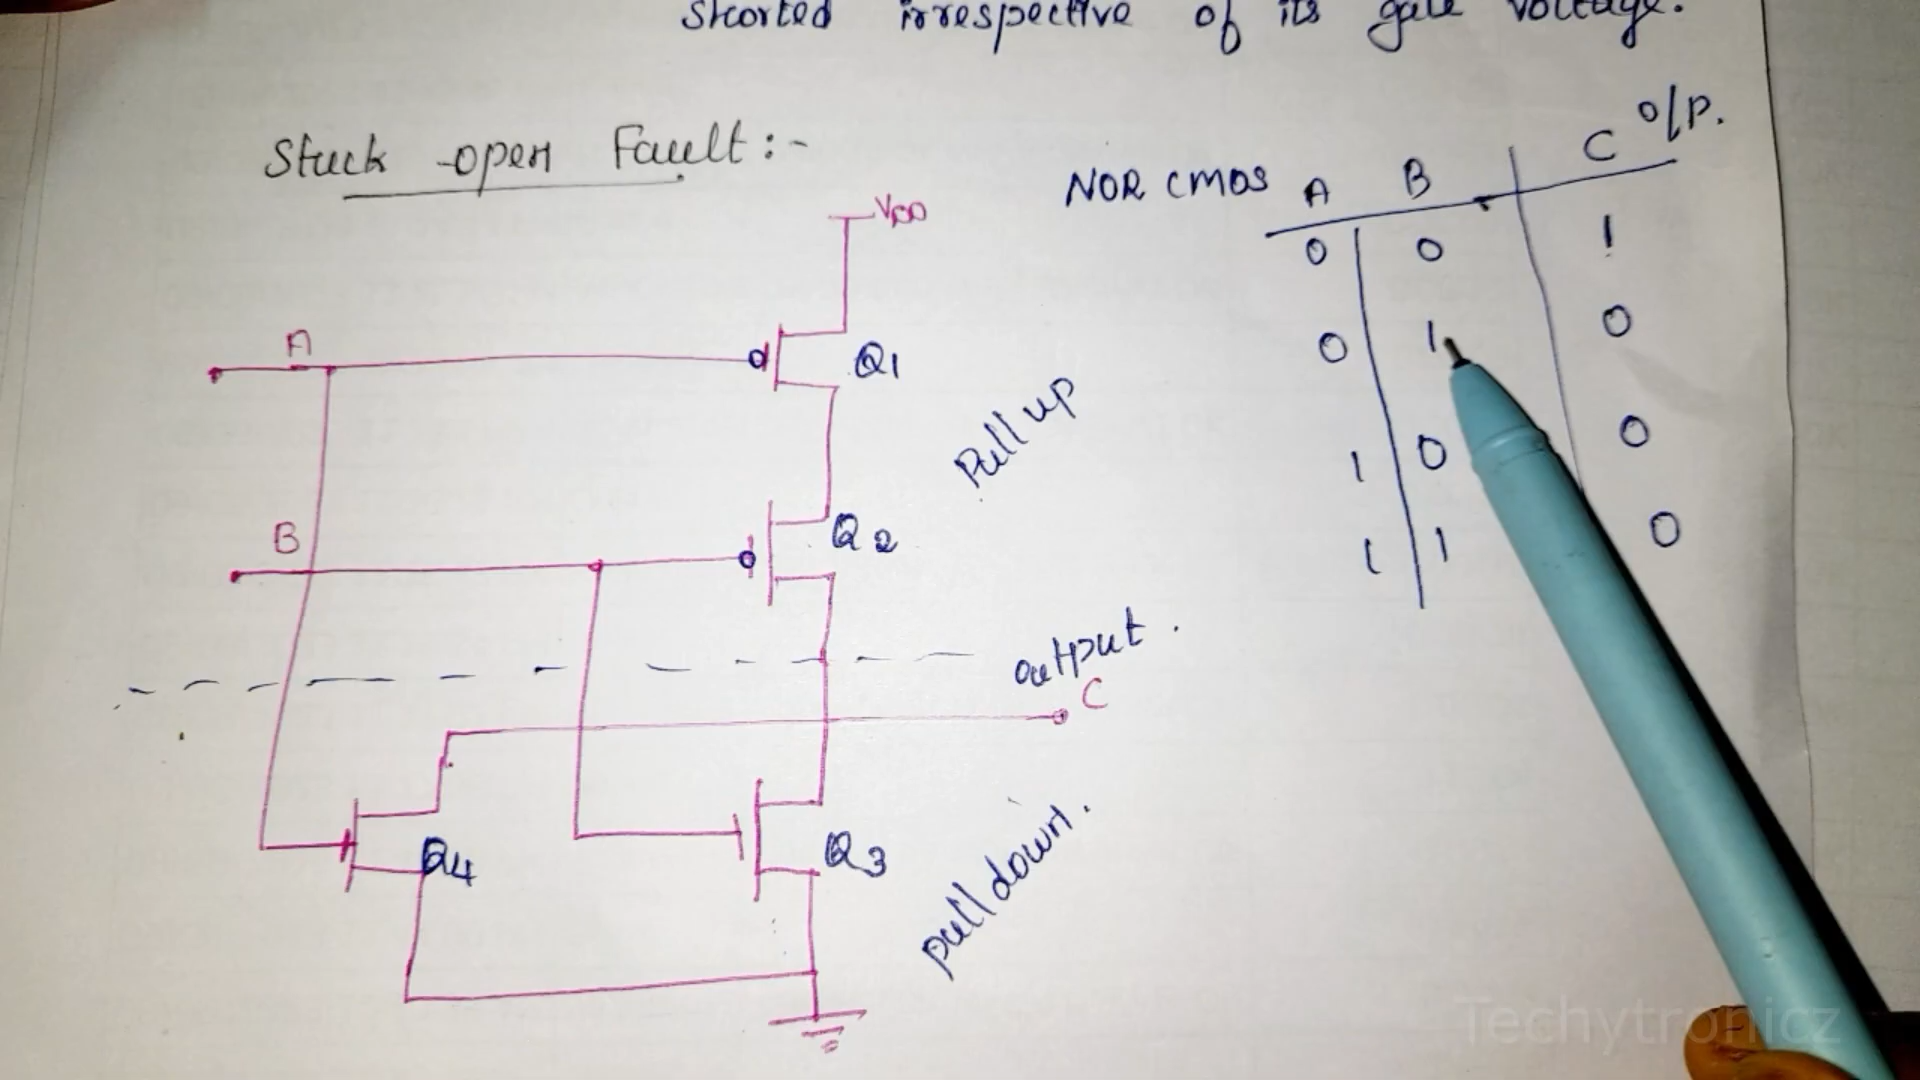 Shorted irrespective of its gate voltage.
Stuck-open Fault:-
NOR CMOS A B C O/P.
0 0 1
0 1 0
1 0 0
1 1 0
VDD
A
Q1
Pull up
B
Q2
output.
C
Q4
Q3
pull down.
Techytronicz